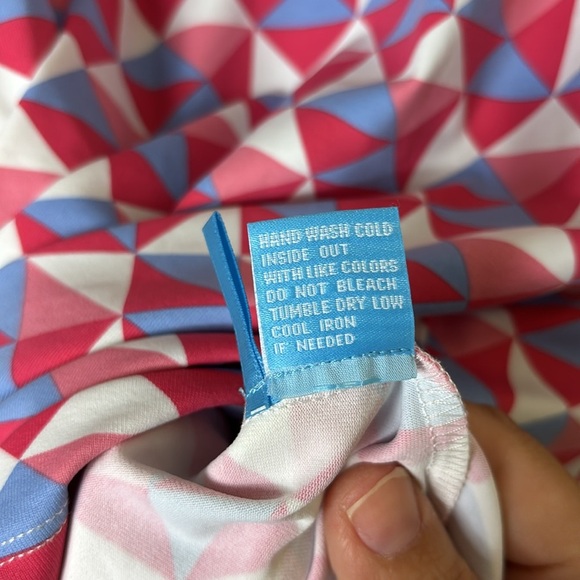 HAND WASH COLD
INSIDE OUT
WITH LIKE COLORS
DO NOT BLEACH
TUMBLE DRY LOW
COOL IRON
IF NEEDED